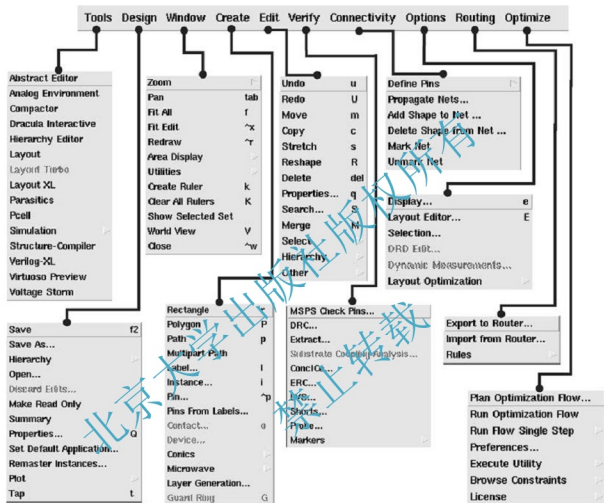 Tools Design Window Create Edit Verify Connectivity Options Routing Optimize
Abstract Editor
Analog Environment
Compactor
Dracula Interactive
Hierarchy Editor
Layout
Layout Turbo
Layout XL
Parasitics
Pcell
Simulation
Structure-Compiler
Verilog-XL
Virtuoso Preview
Voltage Storm
Zoom
Pan tab
Fit All f
Fit Edit ^x
Redraw ^r
Area Display
Utilities
Create Ruler k
Clear All Rulers K
Show Selected Set
World View V
Close ^w
Undo u
Redo U
Move m
Copy c
Stretch s
Reshape R
Delete del
Properties... q
Search... S
Merge M
Select
Hierarchy
Other
Define Pins
Propagate Nets...
Add Shape to Net ...
Delete Shape from Net ...
Mark Net
Unmark Net
Display... e
Layout Editor... E
Selection...
DRD Edit...
Dynamic Measurements...
Layout Optimization
Save f2
Save As...
Hierarchy
Open...
Discard Edits...
Make Read Only
Summary
Properties... Q
Set Default Application...
Remaster Instances...
Plot
Tap t
Rectangle r
Polygon P
Path p
Multipart Path
Label... l
Instance... i
Pin... ^p
Pins From Labels...
Contact... o
Device...
Conics
Microwave
Layer Generation...
Guard Ring G
MSPS Check Pins...
DRC...
Extract...
Substrate Coupling Analysis...
ConclCe...
ERC...
LVS...
Shorts...
Probe...
Markers
Export to Router...
Import from Router...
Rules
Plan Optimization Flow...
Run Optimization Flow
Run Flow Single Step
Preferences...
Execute Utility
Browse Constraints
License
北京大学出版社版权所有
禁止转载